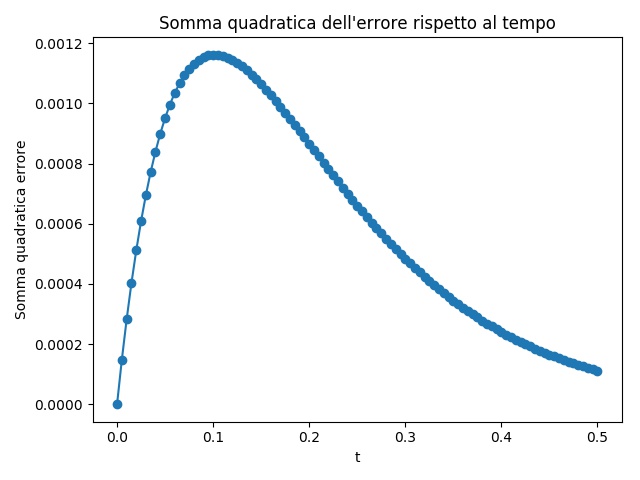 Somma quadratica dell'errore rispetto al tempo
Somma quadratica errore
0.0012
0.0010
0.0008
0.0006
0.0004
0.0002
0.0000
0.0 0.1 0.2 0.3 0.4 0.5
t